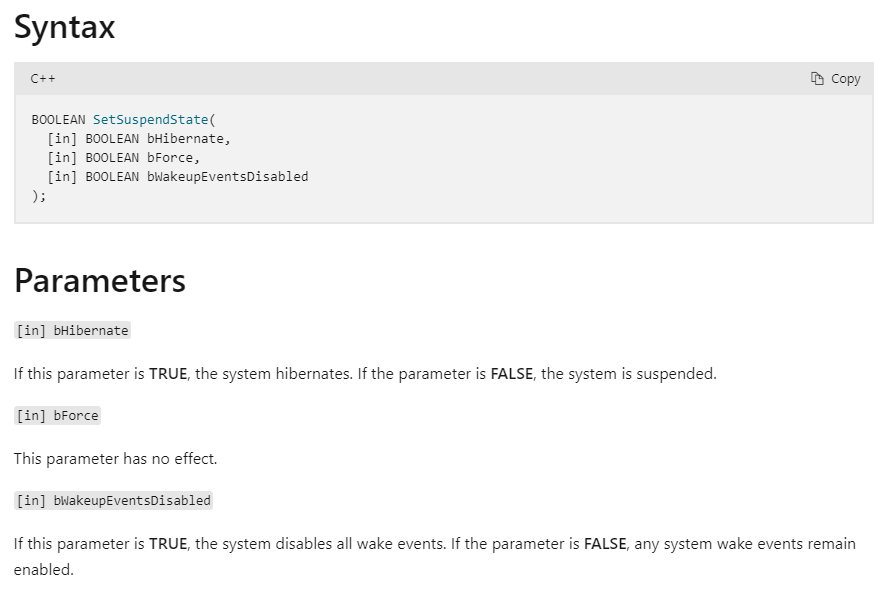 Syntax
C++
Copy
BOOLEAN SetSuspendState(
  [in] BOOLEAN bHibernate,
  [in] BOOLEAN bForce,
  [in] BOOLEAN bWakeupEventsDisabled
);
Parameters
[in] bHibernate
If this parameter is TRUE, the system hibernates. If the parameter is FALSE, the system is suspended.
[in] bForce
This parameter has no effect.
[in] bWakeupEventsDisabled
If this parameter is TRUE, the system disables all wake events. If the parameter is FALSE, any system wake events remain
enabled.